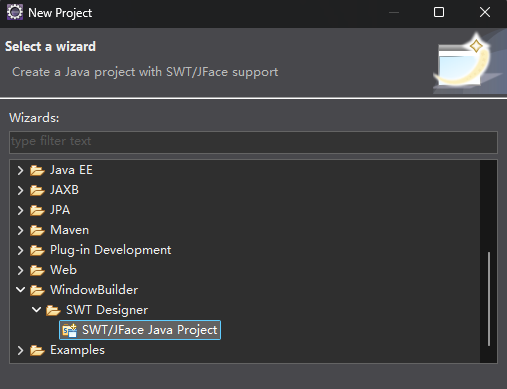 New Project
Select a wizard
Create a Java project with SWT/JFace support
Wizards:
type filter text
Java EE
JAXB
JPA
Maven
Plug-in Development
Web
WindowBuilder
SWT Designer
SWT/JFace Java Project
Examples